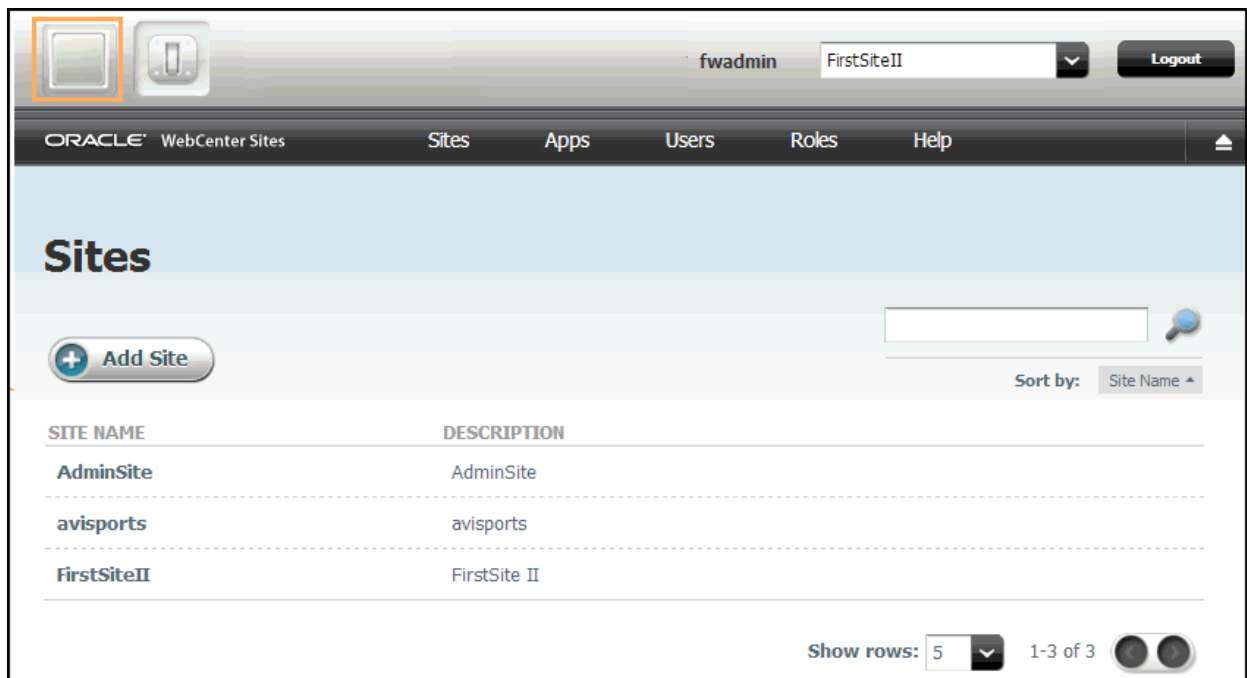 fwadmin FirstSiteII Logout
ORACLE WebCenter Sites Sites Apps Users Roles Help
Sites
Add Site
Sort by: Site Name
SITE NAME DESCRIPTION
AdminSite AdminSite
avisports avisports
FirstSiteII FirstSite II
Show rows: 5 1-3 of 3